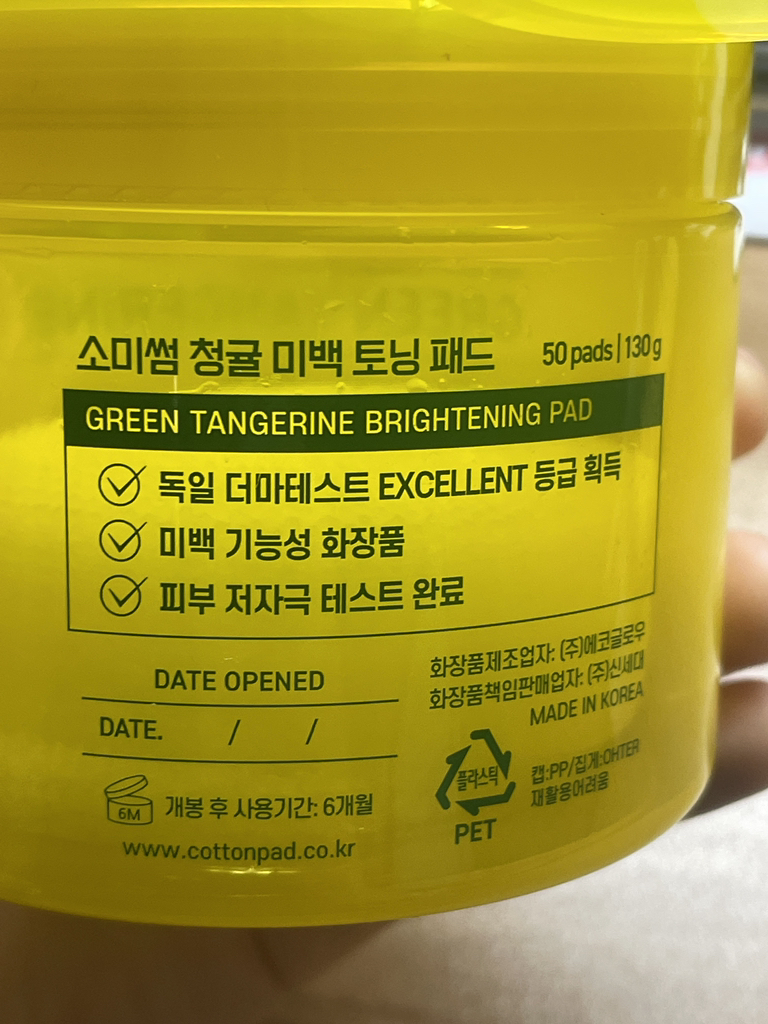 소미썸 청귤 미백 토닝 패드 50 pads | 130 g
GREEN TANGERINE BRIGHTENING PAD
독일 더마테스트 EXCELLENT 등급 획득
미백 기능성 화장품
피부 저자극 테스트 완료
DATE OPENED
DATE. / /
6M 개봉 후 사용기간: 6개월
www.cottonpad.co.kr
화장품제조업자: (주)에코글로우
화장품책임판매업자: (주)신세대
MADE IN KOREA
플라스틱
PET
캡:PP/집게:OHTER
재활용어려움